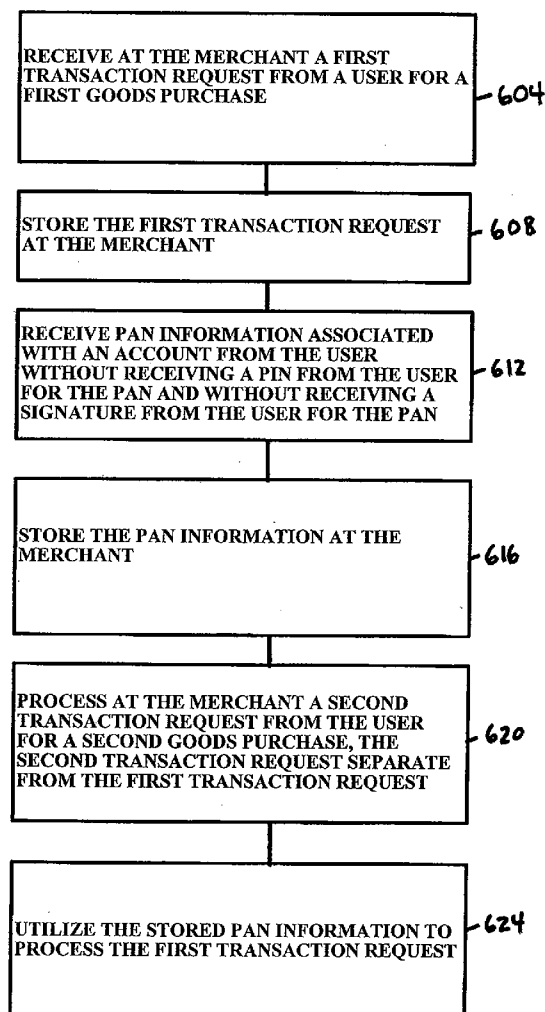 RECEIVE AT THE MERCHANT A FIRST
TRANSACTION REQUEST FROM A USER FOR A
FIRST GOODS PURCHASE
604
STORE THE FIRST TRANSACTION REQUEST
AT THE MERCHANT
608
RECEIVE PAN INFORMATION ASSOCIATED
WITH AN ACCOUNT FROM THE USER
WITHOUT RECEIVING A PIN FROM THE USER
FOR THE PAN AND WITHOUT RECEIVING A
SIGNATURE FROM THE USER FOR THE PAN
612
STORE THE PAN INFORMATION AT THE
MERCHANT
616
PROCESS AT THE MERCHANT A SECOND
TRANSACTION REQUEST FROM THE USER
FOR A SECOND GOODS PURCHASE, THE
SECOND TRANSACTION REQUEST SEPARATE
FROM THE FIRST TRANSACTION REQUEST
620
UTILIZE THE STORED PAN INFORMATION TO
PROCESS THE FIRST TRANSACTION REQUEST
624